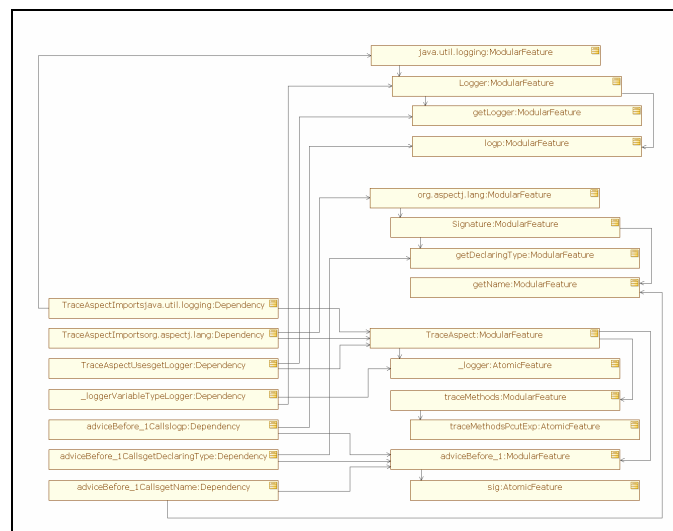 java.util.logging:ModularFeature
Logger:ModularFeature
getLogger:ModularFeature
logp:ModularFeature
org.aspectj.lang:ModularFeature
Signature:ModularFeature
getDeclaringType:ModularFeature
getName:ModularFeature
TraceAspectImportsjava.util.logging:Dependency
TraceAspectImportsorg.aspectj.lang:Dependency
TraceAspect:ModularFeature
TraceAspectUsesgetLogger:Dependency
_logger:AtomicFeature
_loggerVariableTypeLogger:Dependency
traceMethods:ModularFeature
adviceBefore_1Callslogp:Dependency
traceMethodsPcutExp:AtomicFeature
adviceBefore_1CallsgetDeclaringType:Dependency
adviceBefore_1:ModularFeature
adviceBefore_1CallsgetName:Dependency
sig:AtomicFeature